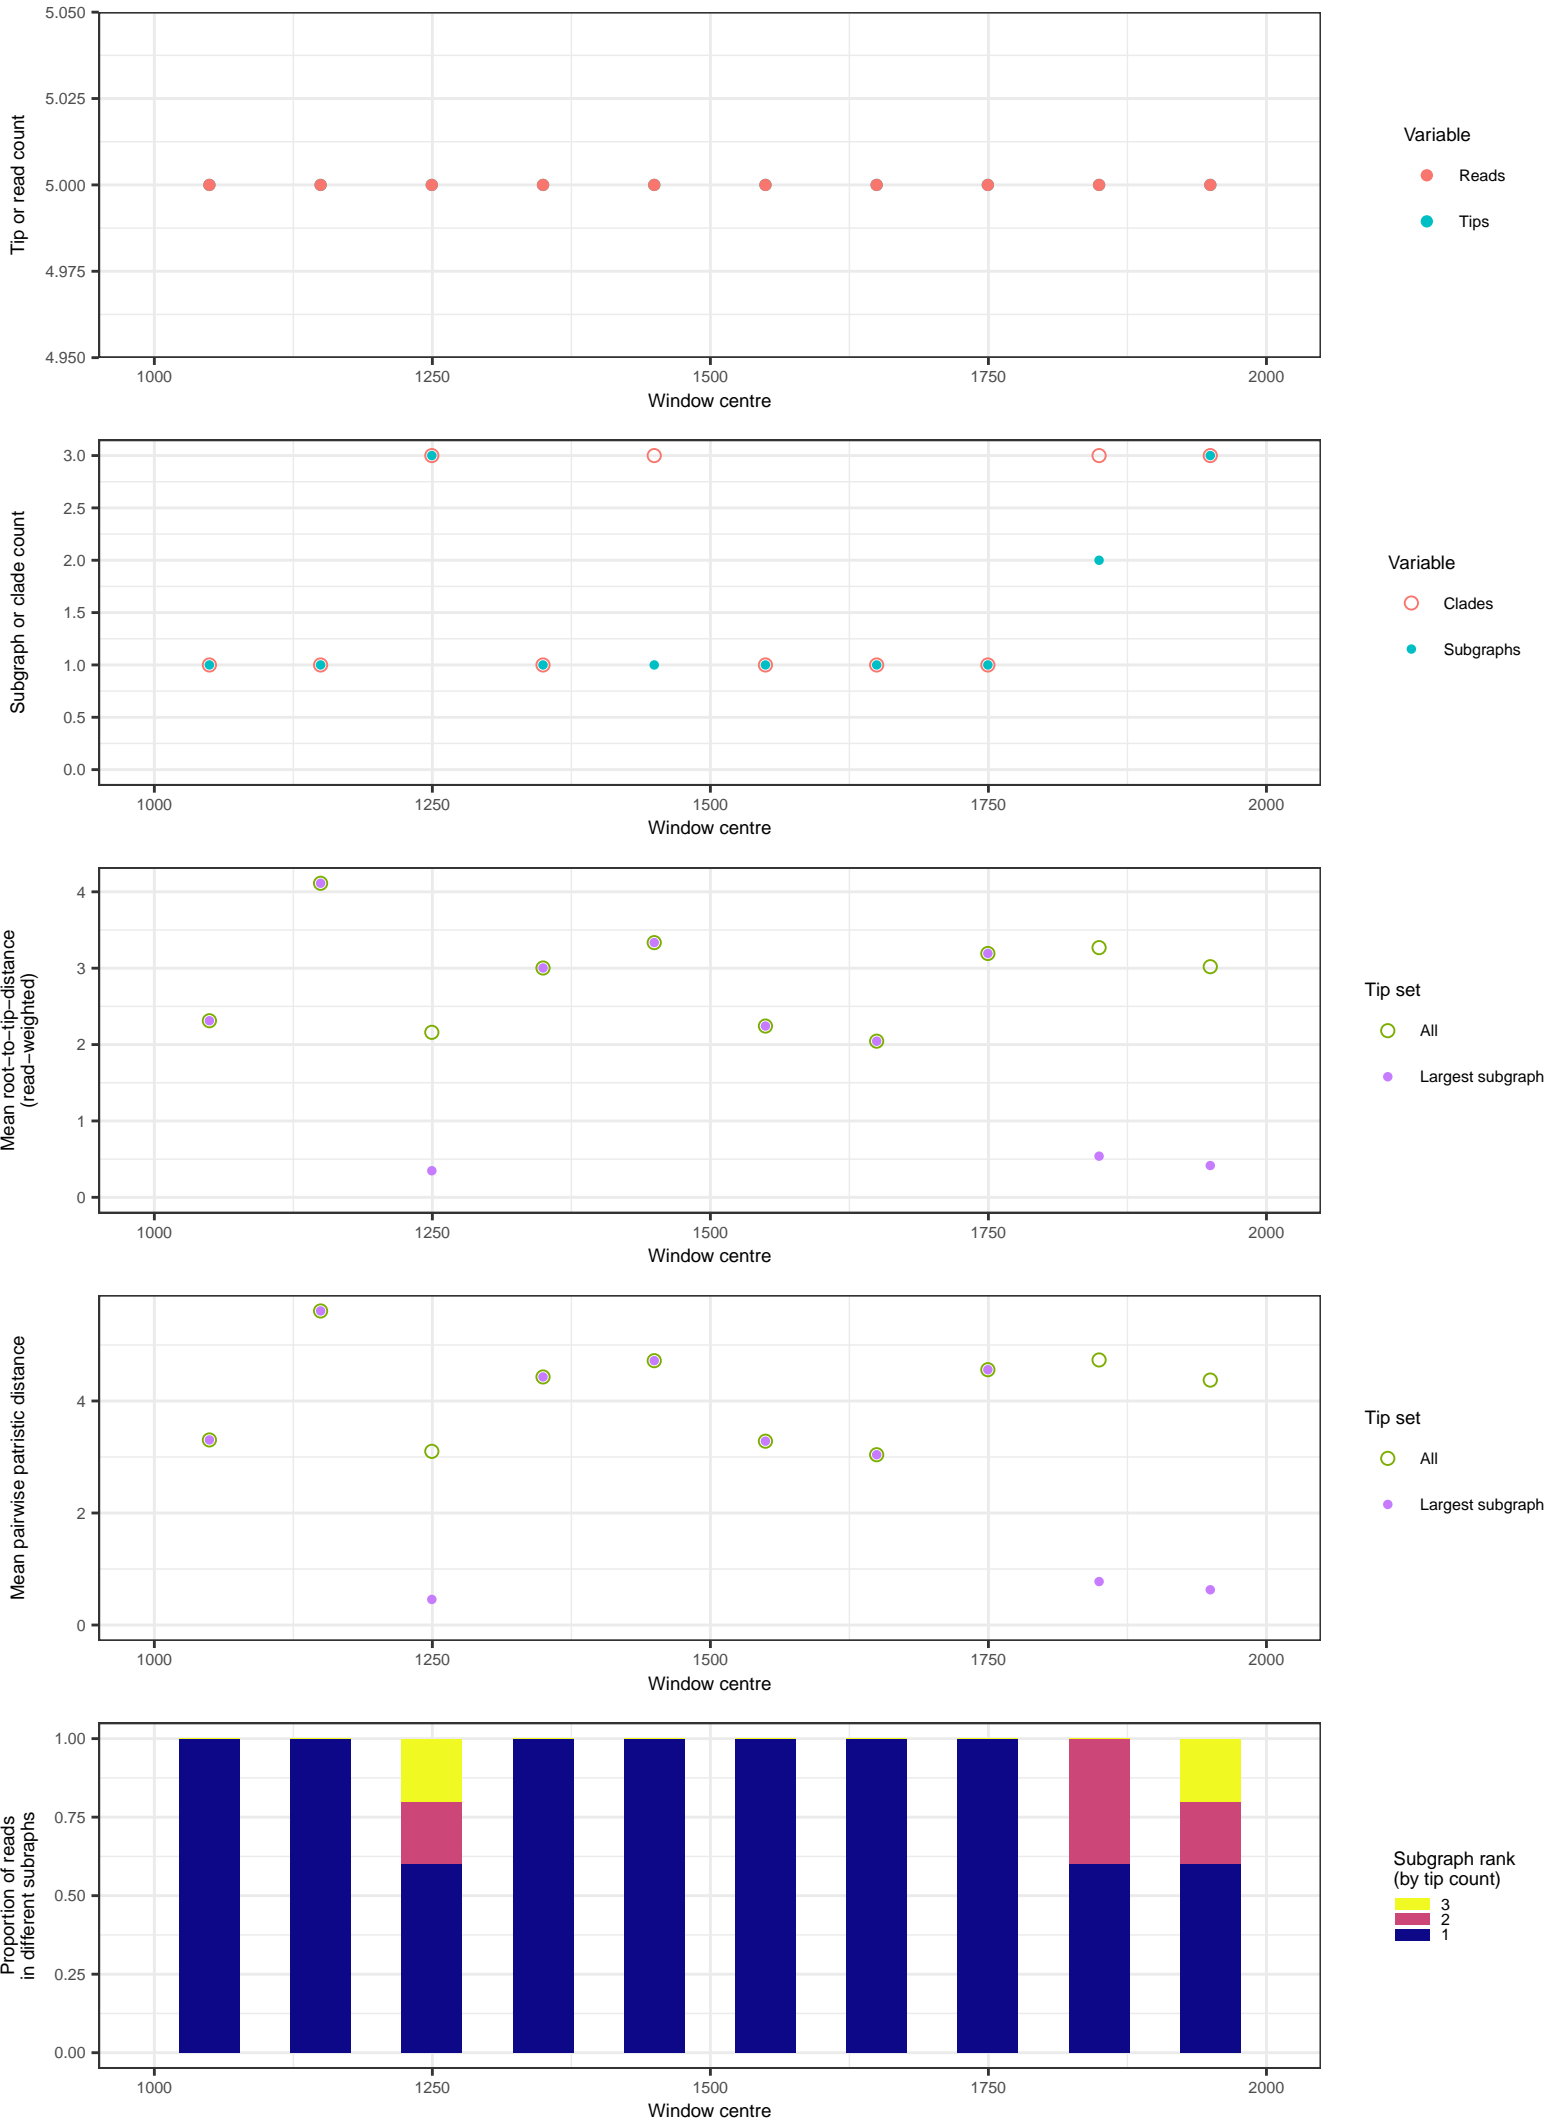 5.050
5.025
5.000
4.975
4.950
Tip or read count
1000 1250 1500 1750 2000
Window centre
Variable
Reads
Tips
3.0
2.5
2.0
1.5
1.0
0.5
0.0
Subgraph or clade count
1000 1250 1500 1750 2000
Window centre
Variable
Clades
Subgraphs
4
3
2
1
0
Mean root−to−tip−distance
(read−weighted)
1000 1250 1500 1750 2000
Window centre
Tip set
All
Largest subgraph
4
2
0
Mean pairwise patristic distance
1000 1250 1500 1750 2000
Window centre
Tip set
All
Largest subgraph
1.00
0.75
0.50
0.25
0.00
Proportion of reads
in different subraphs
1000 1250 1500 1750 2000
Window centre
Subgraph rank
(by tip count)
3
2
1